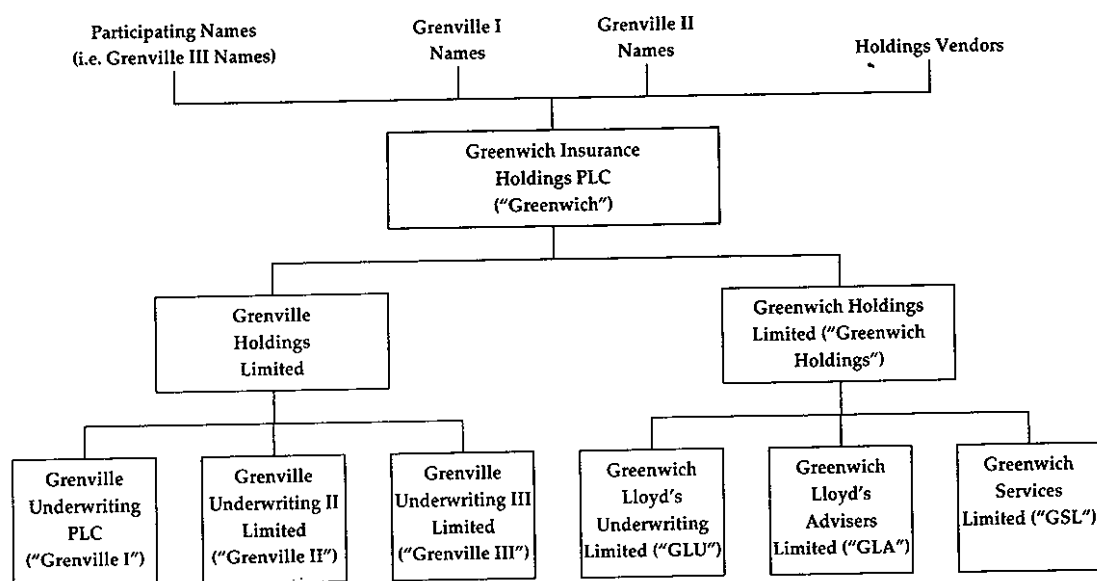 Participating Names
(i.e. Grenville III Names)
Grenville I
Names
Grenville II
Names
Holdings Vendors
Greenwich Insurance
Holdings PLC
("Greenwich")
Grenville
Holdings
Limited
Greenwich Holdings
Limited ("Greenwich
Holdings")
Grenville
Underwriting
PLC
("Grenville I")
Grenville
Underwriting II
Limited
("Grenville II")
Grenville
Underwriting III
Limited
("Grenville III")
Greenwich
Lloyd's
Underwriting
Limited ("GLU")
Greenwich
Lloyd's
Advisers
Limited ("GLA")
Greenwich
Services
Limited ("GSL")